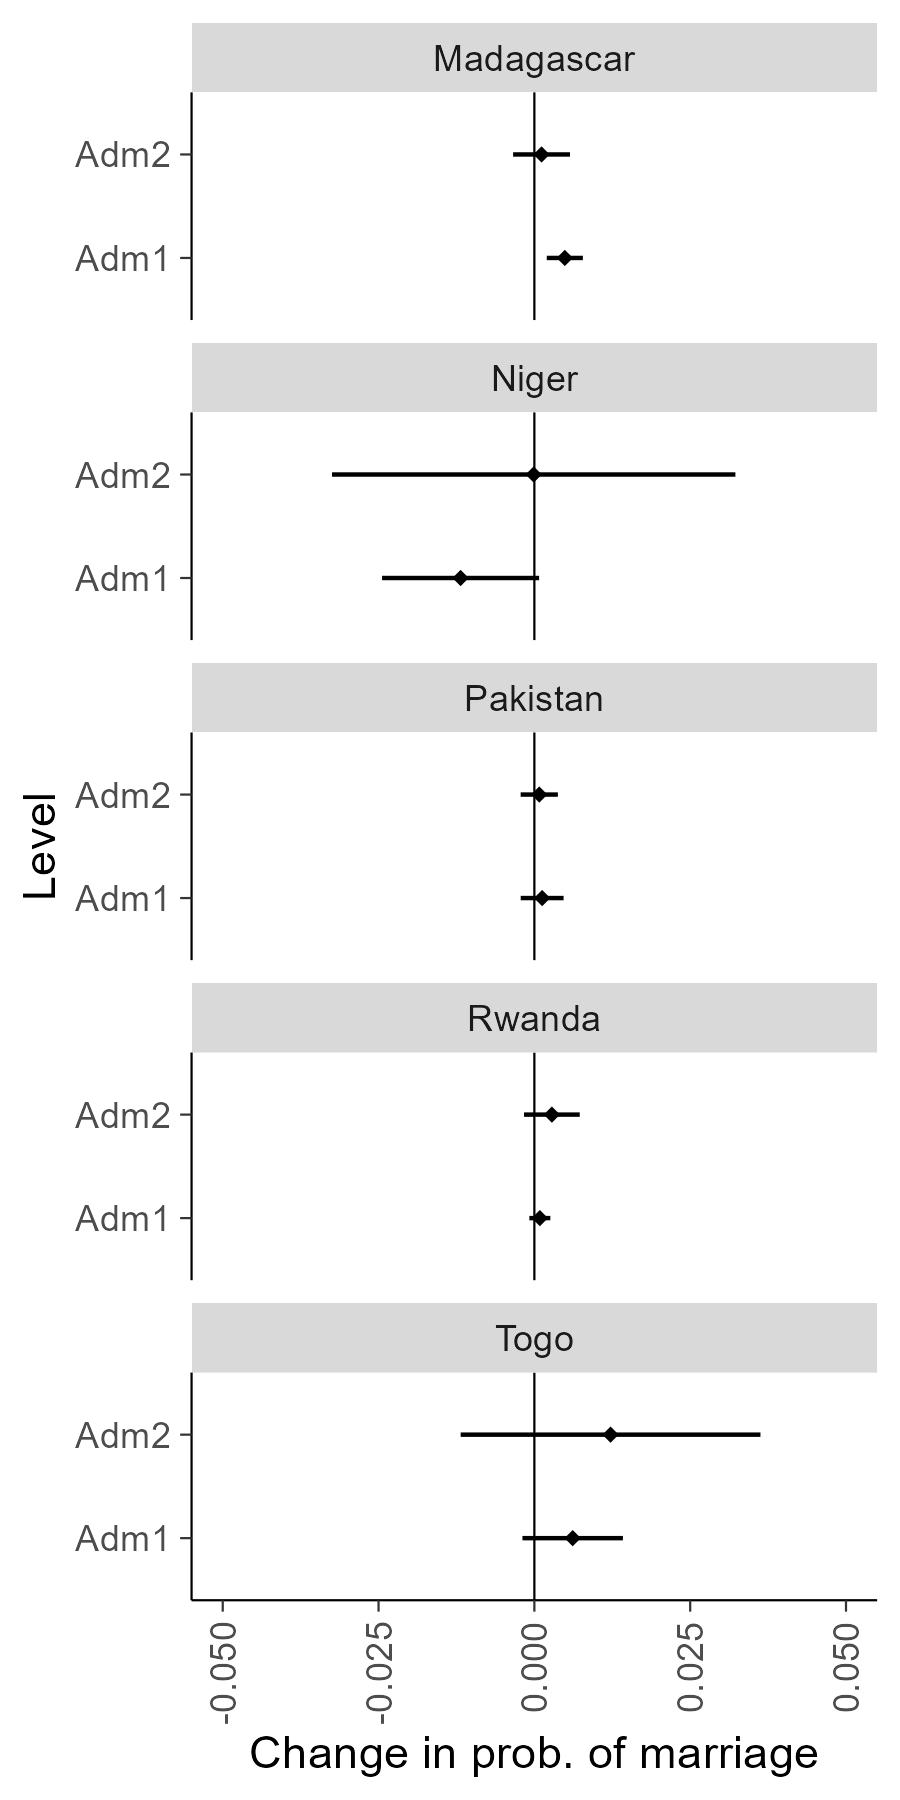 Madagascar
Adm2
Adm1
Niger
Adm2
Adm1
Pakistan
Adm2
Adm1
Level
Rwanda
Adm2
Adm1
Togo
Adm2
Adm1
-0.050 -0.025 0.000 0.025 0.050
Change in prob. of marriage